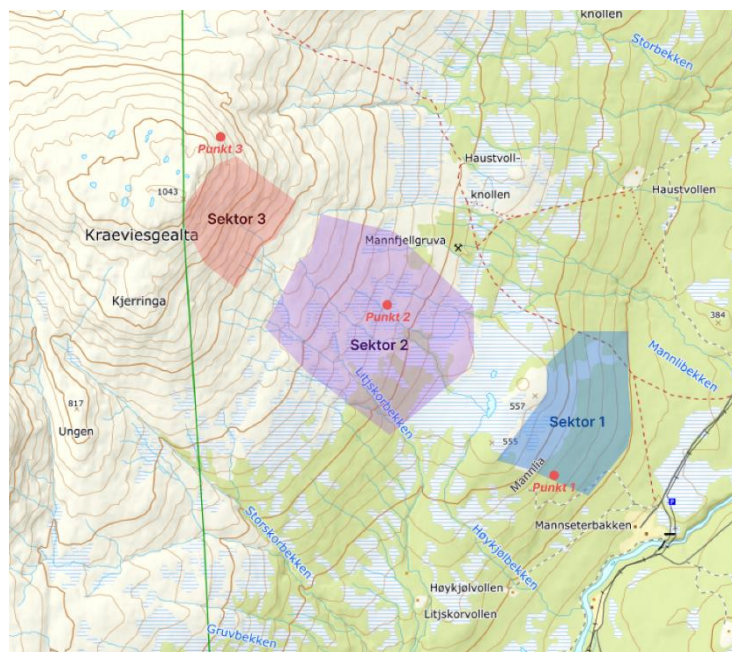 knollen
Storbekken
Punkt 3
Haustvoll-
knollen
1043
Haustvollen
Sektor 3
Kraeviesgealta
Mannfjellgruva
Kjerringa
Punkt 2
384
Sektor 2
Mannlibekken
Litjskorbekken
817
557
Ungen
Sektor 1
555
Mannlia
Punkt 1
P
Storskorbekken
Høykjølbekken
Mannseterbakken
Høykjølvollen
Litjskorvollen
Gruvbekken